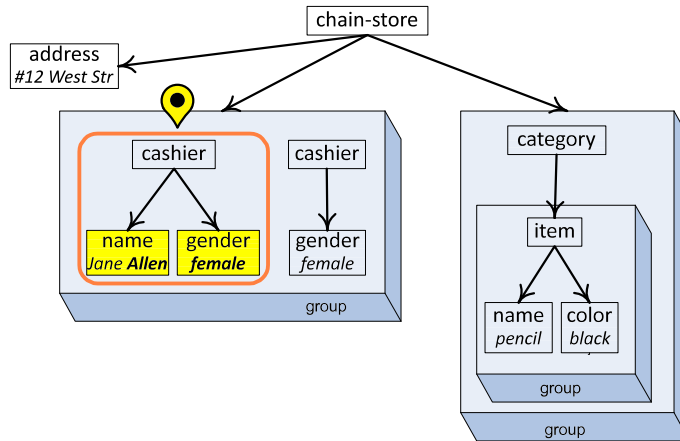 chain-store
address
#12 West Str
cashier
cashier
category
name
Jane Allen
gender
female
gender
female
item
name
pencil
color
black
group
group
group